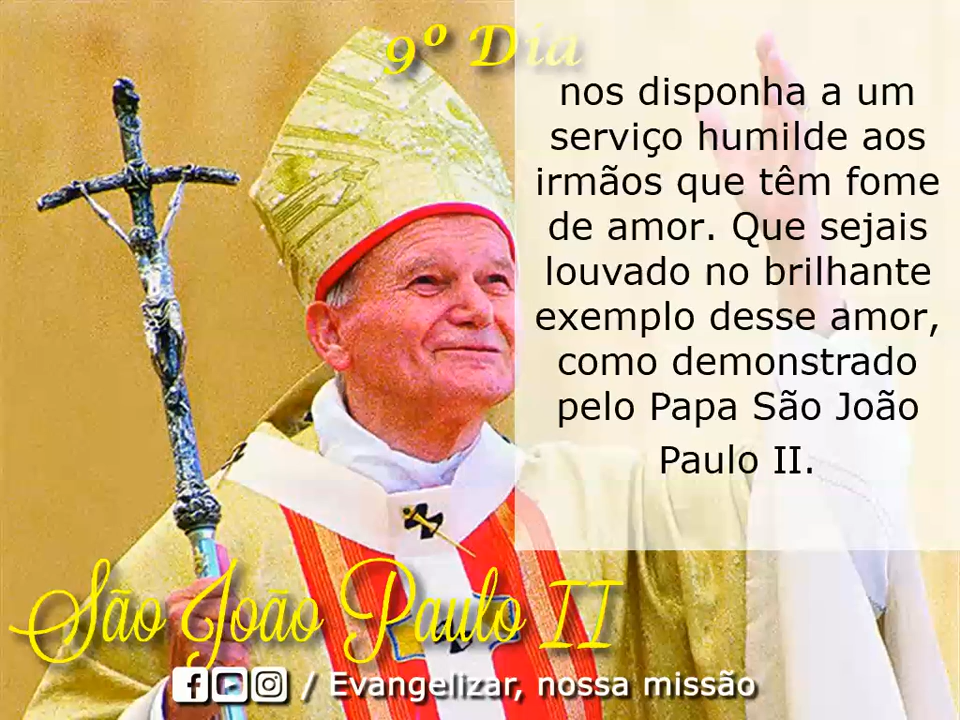 9º Dia
nos disponha a um
serviço humilde aos
irmãos que têm fome
de amor. Que sejais
louvado no brilhante
exemplo desse amor,
como demonstrado
pelo Papa São João
Paulo II.
São João Paulo II
/ Evangelizar, nossa missão